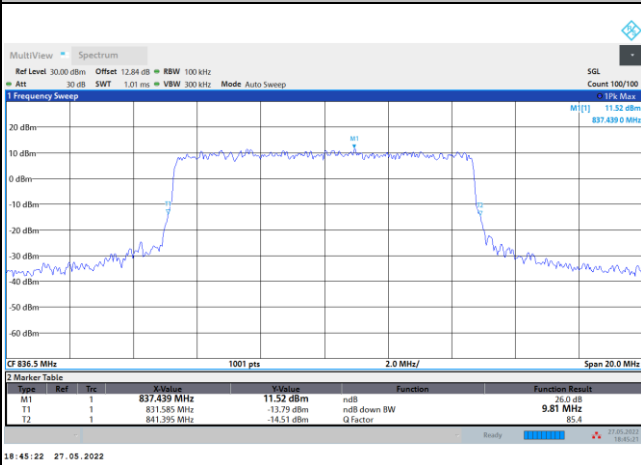 MultiView Spectrum
Ref Level 30.00 dBm Offset 12.84 dB RBW 100 kHz SGL
Att 30 dB SWT 1.01 ms VBW 300 kHz Mode Auto Sweep Count 100/100
1 Frequency Sweep 1Pk Max
M1[1] 11.52 dBm
837.439 0 MHz
20 dBm
M1
10 dBm
0 dBm
T1 T2
-10 dBm
-20 dBm
-30 dBm
-40 dBm
-50 dBm
-60 dBm
CF 836.5 MHz 1001 pts 2.0 MHz/ Span 20.0 MHz
2 Marker Table
Type Ref Trc X-Value Y-Value Function Function Result
M1 1 837.439 MHz 11.52 dBm ndB 26.0 dB
T1 1 831.585 MHz -13.79 dBm ndB down BW 9.81 MHz
T2 1 841.395 MHz -14.51 dBm Q Factor 85.4
Ready 27.05.2022
18:45:21
18:45:22 27.05.2022